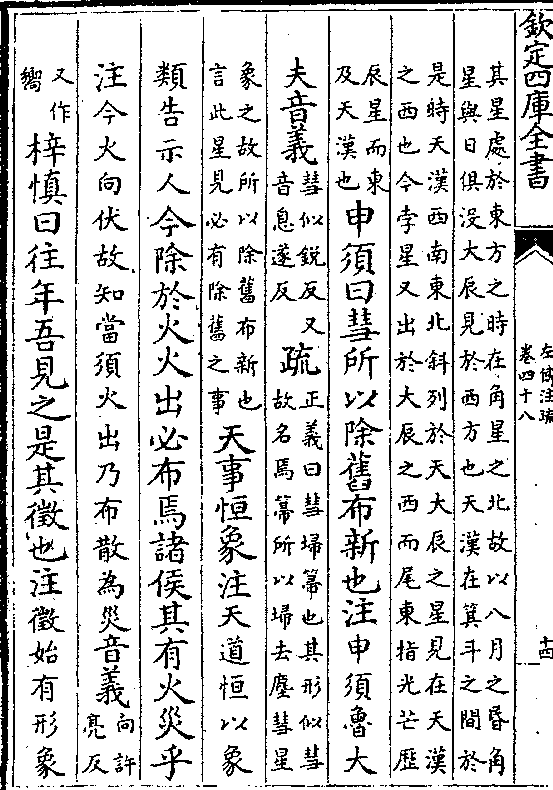 欽定四庫全書
左傳注疏
卷四十八
十四
其星處於東方之時在角星之北故以八月之昏角
星與日俱没大辰見於西方也天漢在箕斗之間於
是時天漢西南東北斜列於天大辰之星見在天漢
之西也今孛星又出於大辰之西而尾東指光芒歴
辰星而東
及天漢也
申須曰彗所以除舊布新也注申須魯大
夫音義
彗似鋭反又
音息遂反
疏
正義曰彗埽箒也其形似彗
故名焉箒所以埽去塵彗星
象之故所以除舊布新也
言此星見必有除舊之事
天事恒象注天道恒以象
類告示人今除於火火出必布焉諸侯其有火災乎
注今火向伏故知當須火出乃布散為災音義
向許
亮反
又作
嚮
梓慎曰往年吾見之是其徵也注徵始有形象